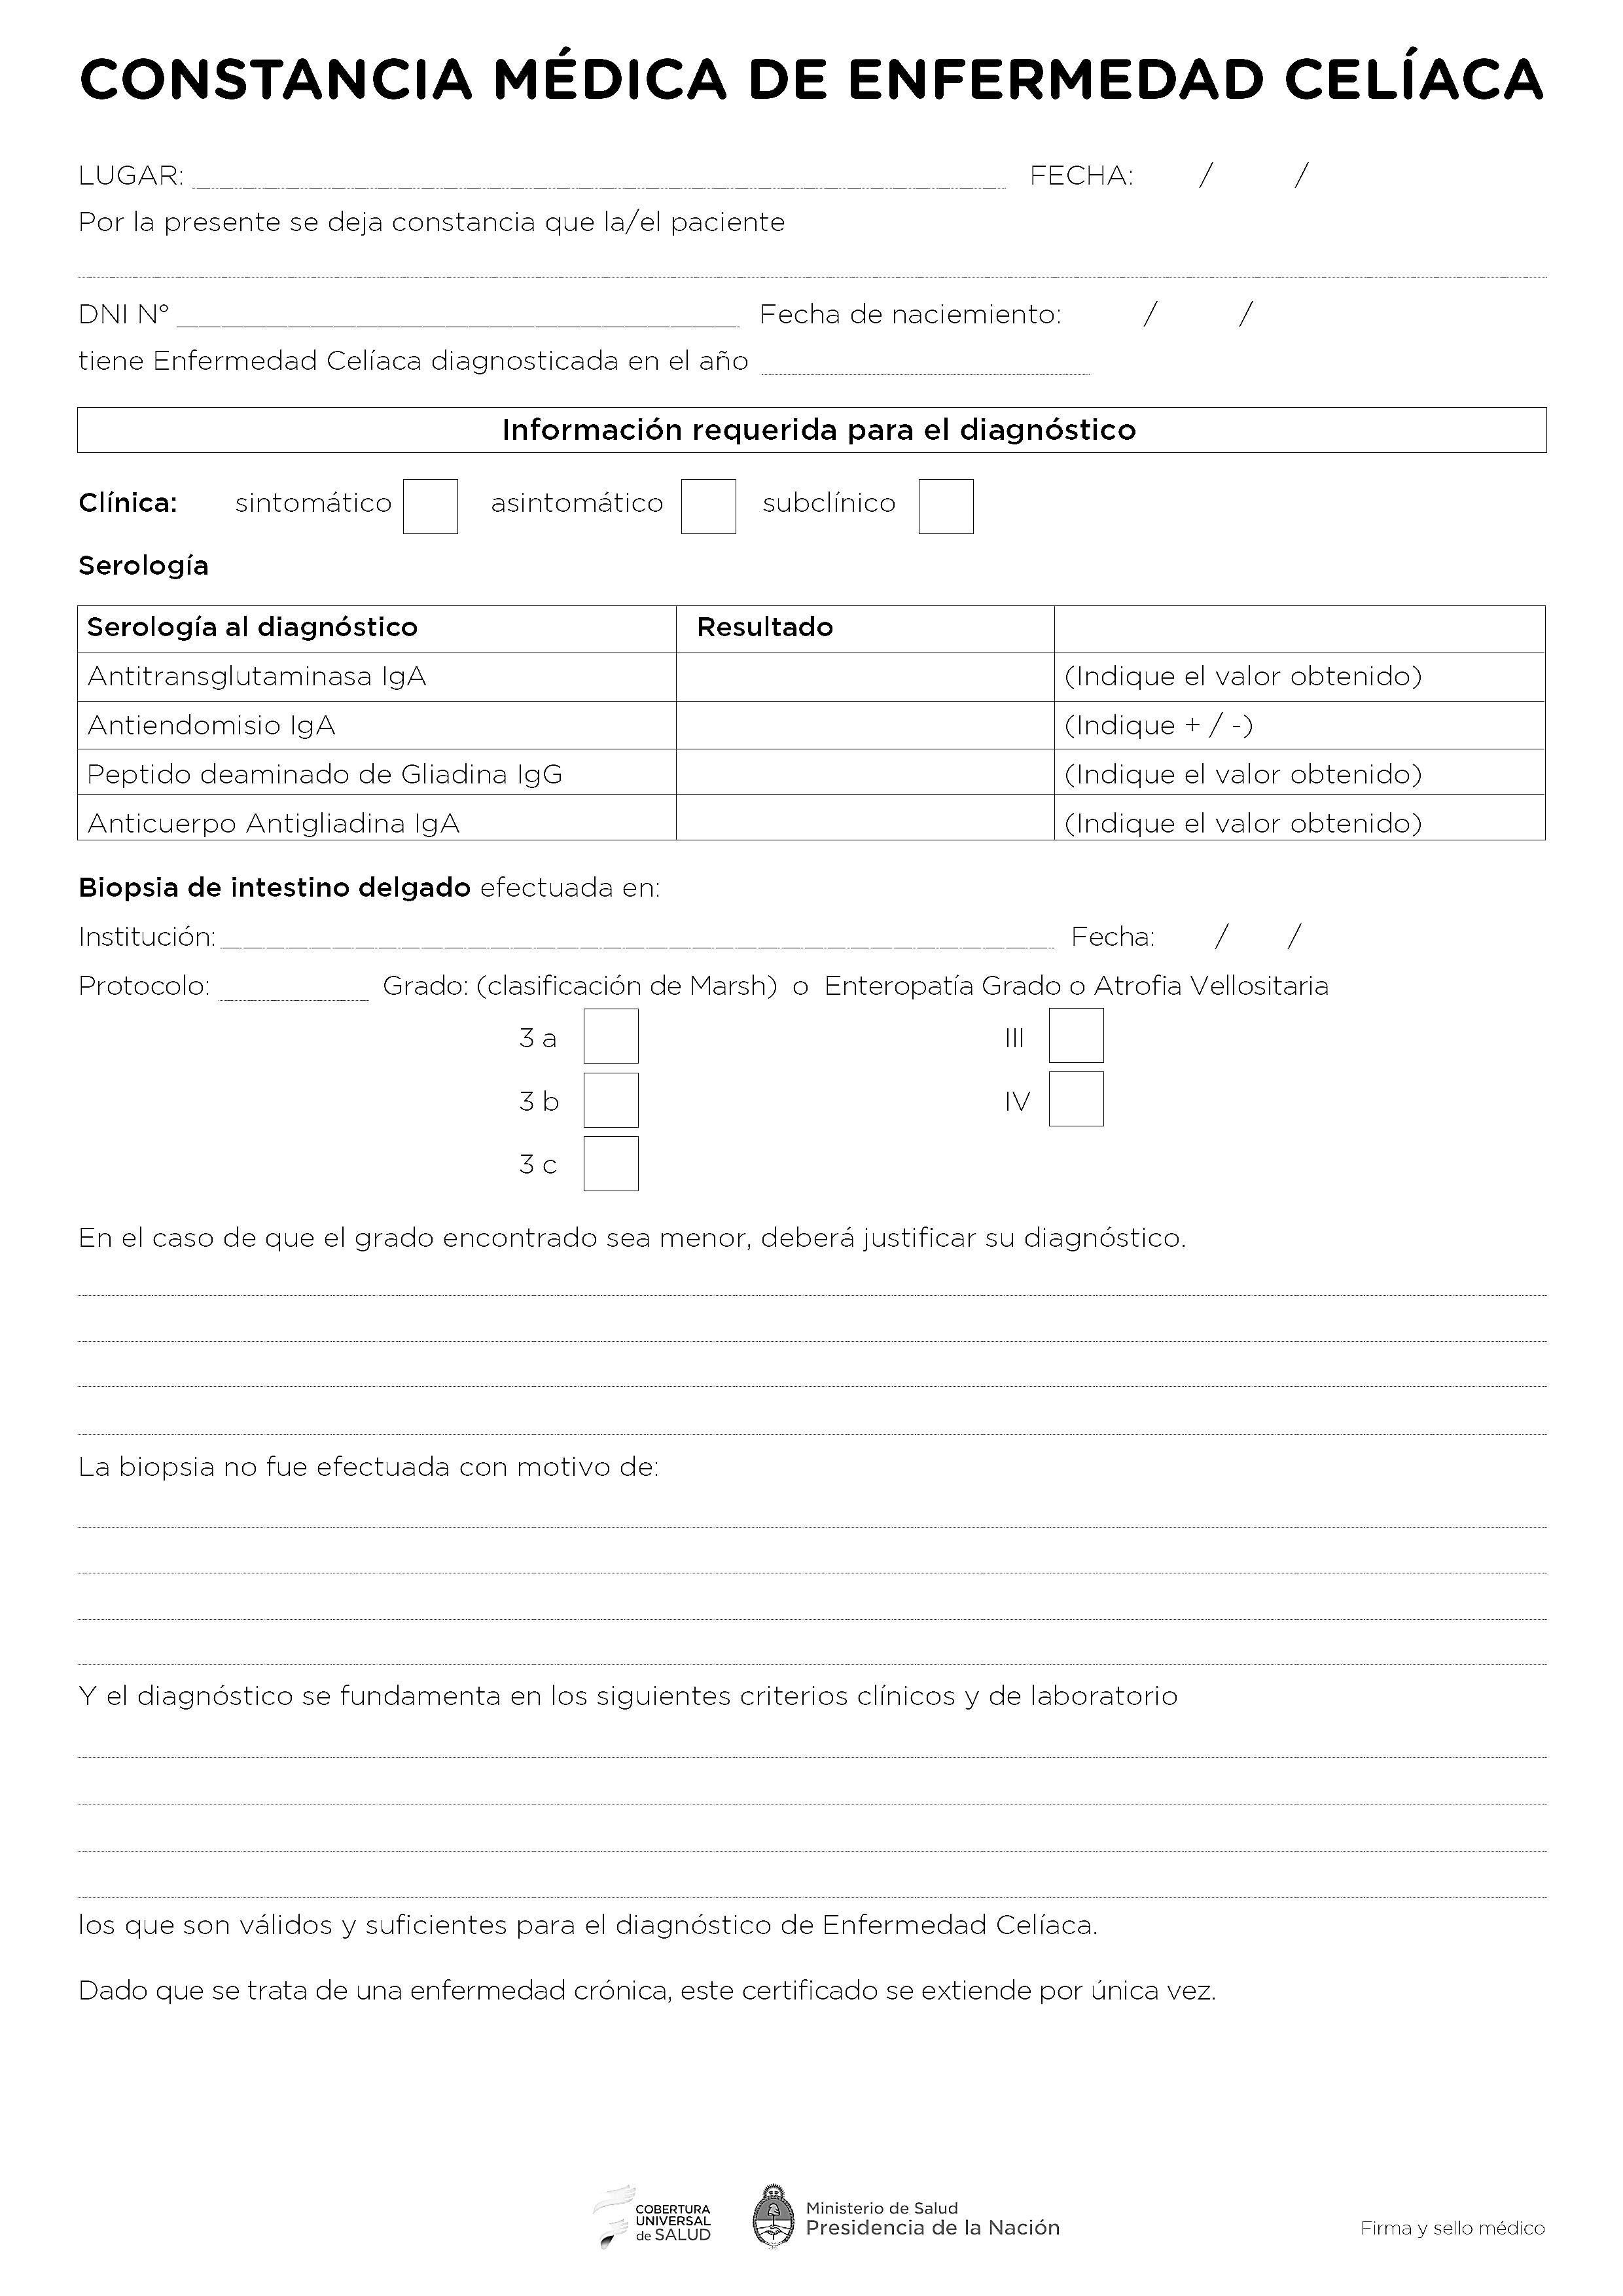 CONSTANCIA MÉDICA DE ENFERMEDAD CELÍACA
LUGAR: FECHA: / /
Por la presente se deja constancia que la/el paciente
DNI N° Fecha de naciemiento: / /
tiene Enfermedad Celíaca diagnosticada en el año
Información requerida para el diagnóstico
Clínica: sintomático asintomático subclínico
Serología
Serología al diagnóstico Resultado
Antitransglutaminasa IgA (Indique el valor obtenido)
Antiendomisio IgA (Indique + / -)
Peptido deaminado de Gliadina IgG (Indique el valor obtenido)
Anticuerpo Antigliadina IgA (Indique el valor obtenido)
Biopsia de intestino delgado efectuada en:
Institución: Fecha: / /
Protocolo: Grado: (clasificación de Marsh) o Enteropatía Grado o Atrofia Vellositaria
3 a III
3 b IV
3 c
En el caso de que el grado encontrado sea menor, deberá justificar su diagnóstico.
La biopsia no fue efectuada con motivo de:
Y el diagnóstico se fundamenta en los siguientes criterios clínicos y de laboratorio
los que son válidos y suficientes para el diagnóstico de Enfermedad Celíaca.
Dado que se trata de una enfermedad crónica, este certificado se extiende por única vez.
COBERTURA
UNIVERSAL
de SALUD
Ministerio de Salud
Presidencia de la Nación
Firma y sello médico